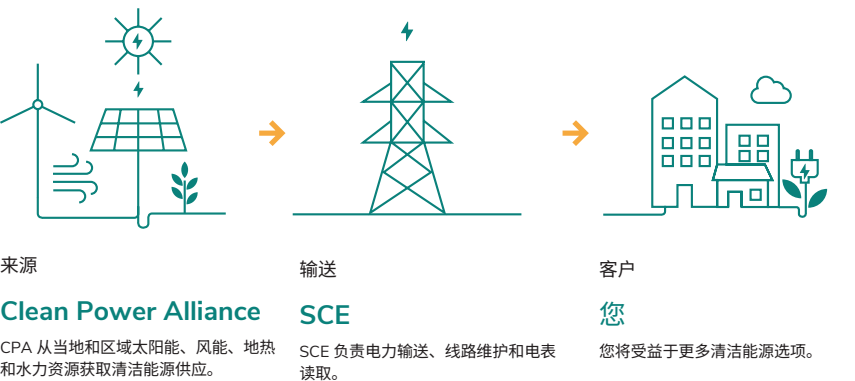 来源
Clean Power Alliance
CPA 从当地和区域太阳能、风能、地热
和水力资源获取清洁能源供应。
输送
SCE
SCE 负责电力输送、线路维护和电表
读取。
客户
您
您将受益于更多清洁能源选项。